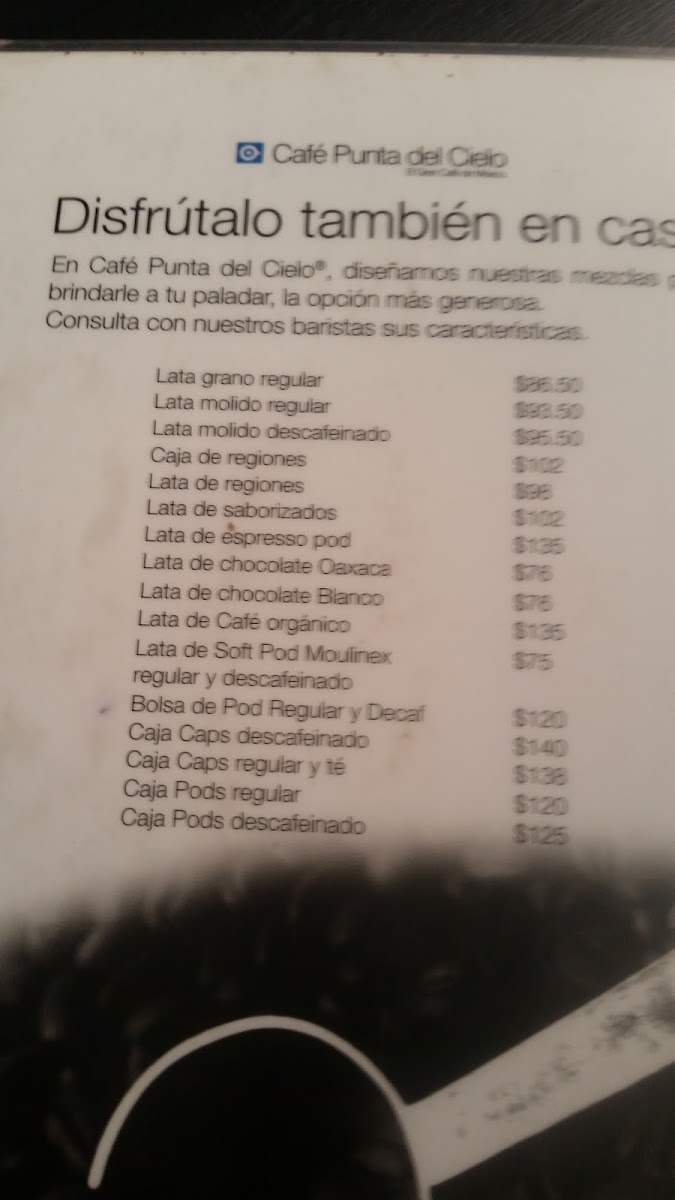 Café Punta del Cielo
Disfrútalo también en cas
En Café Punta del Cielo®, diseñamos nuestras mezclas p
brindarle a tu paladar, la opción más generosa.
Consulta con nuestros baristas sus características.
Lata grano regular $86.50
Lata molido regular $93.50
Lata molido descafeinado $95.50
Caja de regiones $102
Lata de regiones $98
Lata de saborizados $102
Lata de espresso pod $135
Lata de chocolate Oaxaca $76
Lata de chocolate Blanco $76
Lata de Café orgánico $135
Lata de Soft Pod Moulinex $75
regular y descafeinado
Bolsa de Pod Regular y Decaf $120
Caja Caps descafeinado $140
Caja Caps regular y té $138
Caja Pods regular $120
Caja Pods descafeinado $125